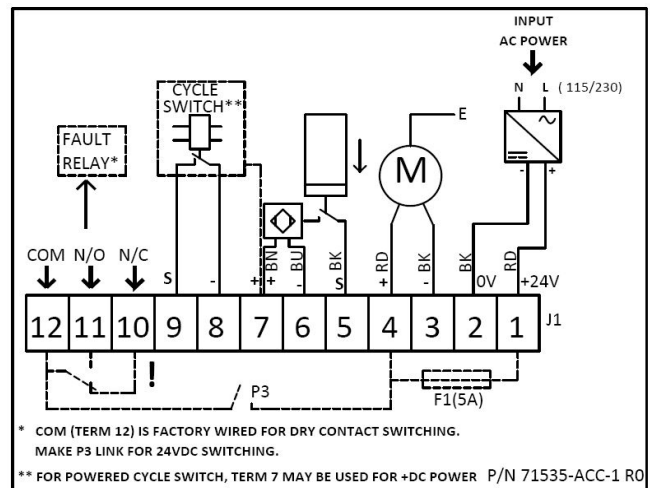 INPUT
AC POWER
N L ( 115/230)
CYCLE
SWITCH**
FAULT
RELAY*
E
M
- +
COM N/O N/C
S - + + BN - BU S BK + RD - BK BK 0V RD +24V
12 11 10 9 8 7 6 5 4 3 2 1 J1
! P3
F1(5A)
* COM (TERM 12) IS FACTORY WIRED FOR DRY CONTACT SWITCHING.
MAKE P3 LINK FOR 24VDC SWITCHING.
** FOR POWERED CYCLE SWITCH, TERM 7 MAY BE USED FOR +DC POWER P/N 71535-ACC-1 R0